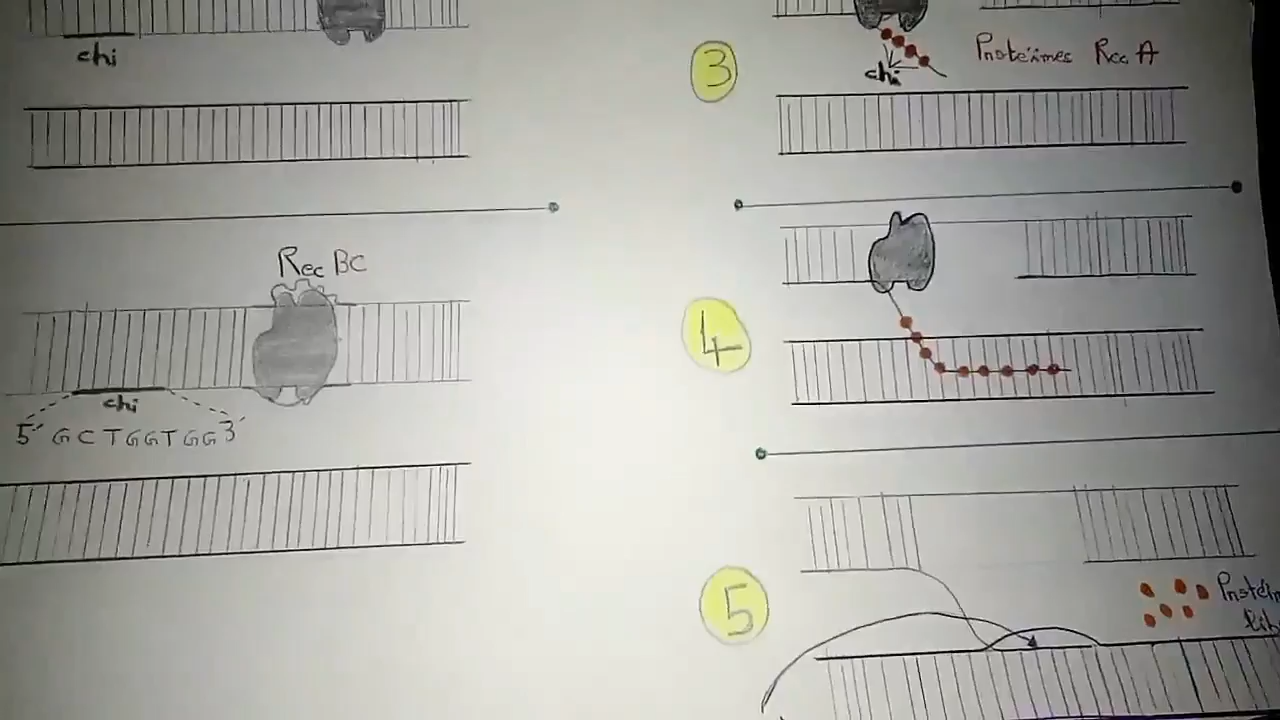 chi
Rec BC
chi
5' GCTGGTGG 3'
3
Protéines Rec A
chi
4
5